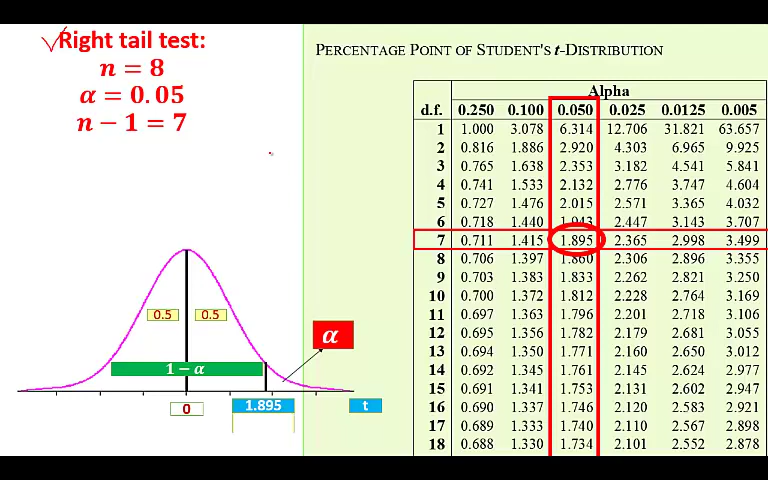 Right tail test:
n = 8
α = 0.05
n − 1 = 7
PERCENTAGE POINT OF STUDENT'S t-DISTRIBUTION
Alpha
d.f. 0.250 0.100 0.050 0.025 0.0125 0.005
1 1.000 3.078 6.314 12.706 31.821 63.657
2 0.816 1.886 2.920 4.303 6.965 9.925
3 0.765 1.638 2.353 3.182 4.541 5.841
4 0.741 1.533 2.132 2.776 3.747 4.604
5 0.727 1.476 2.015 2.571 3.365 4.032
6 0.718 1.440 1.943 2.447 3.143 3.707
7 0.711 1.415 1.895 2.365 2.998 3.499
8 0.706 1.397 1.860 2.306 2.896 3.355
9 0.703 1.383 1.833 2.262 2.821 3.250
10 0.700 1.372 1.812 2.228 2.764 3.169
11 0.697 1.363 1.796 2.201 2.718 3.106
12 0.695 1.356 1.782 2.179 2.681 3.055
13 0.694 1.350 1.771 2.160 2.650 3.012
14 0.692 1.345 1.761 2.145 2.624 2.977
15 0.691 1.341 1.753 2.131 2.602 2.947
16 0.690 1.337 1.746 2.120 2.583 2.921
17 0.689 1.333 1.740 2.110 2.567 2.898
18 0.688 1.330 1.734 2.101 2.552 2.878
0.5 0.5
α
1 − α
0 1.895 t